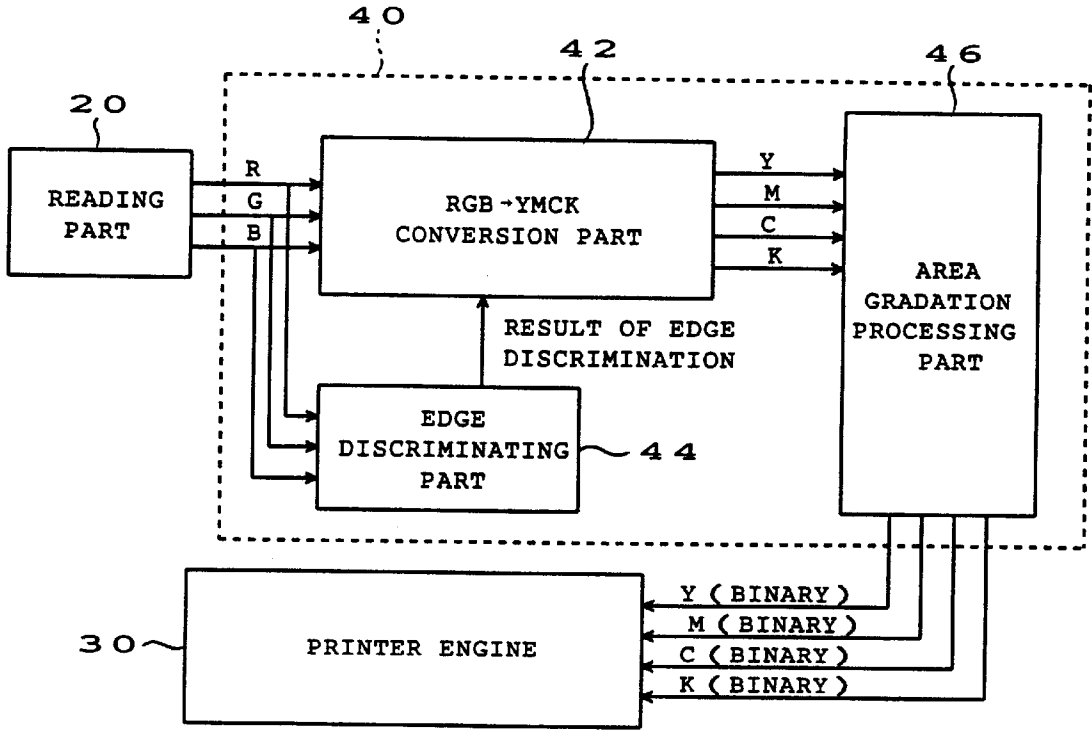 40
42
46
20
READING
PART
R
G
B
RGB→YMCK
CONVERSION PART
Y
M
C
K
AREA
GRADATION
PROCESSING
PART
RESULT OF EDGE
DISCRIMINATION
EDGE
DISCRIMINATING
PART
44
30
PRINTER ENGINE
Y (BINARY)
M (BINARY)
C (BINARY)
K (BINARY)